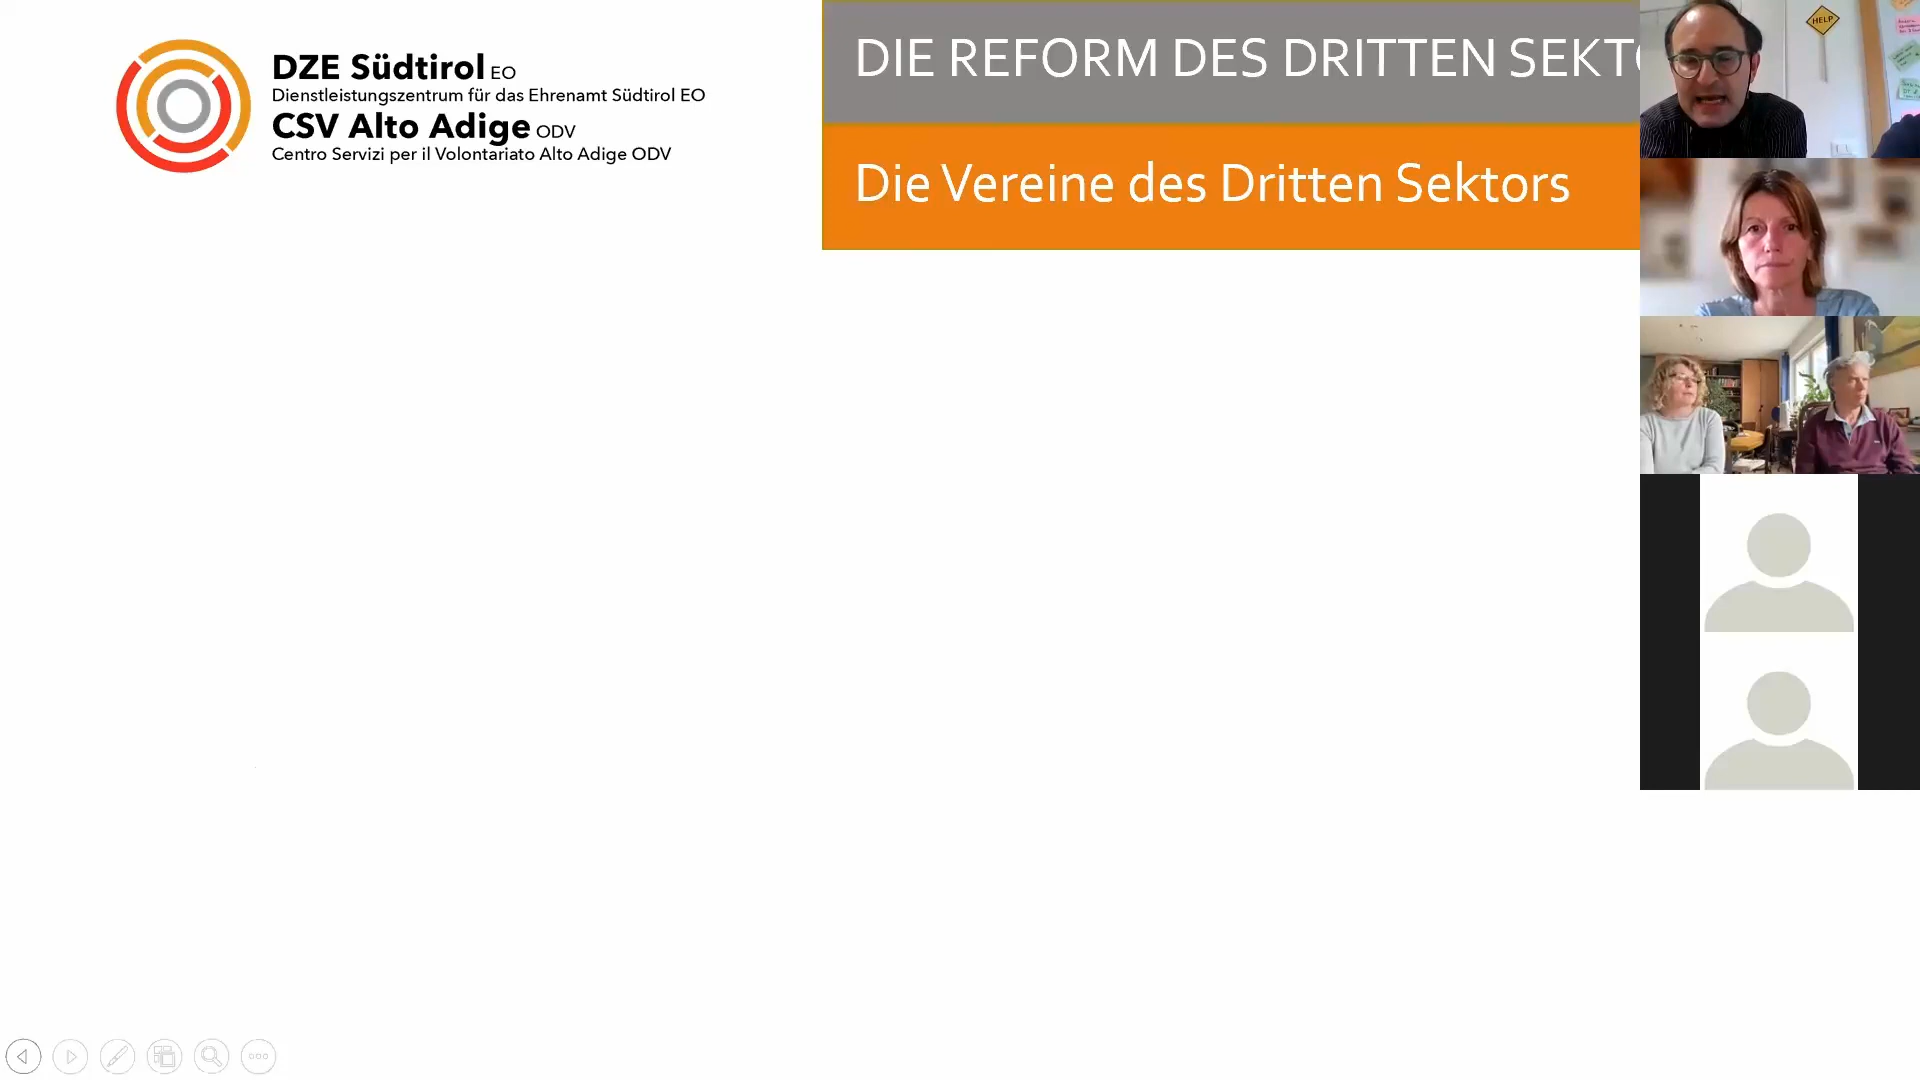 DZE Südtirol EO
Dienstleistungszentrum für das Ehrenamt Südtirol EO
CSV Alto Adige ODV
Centro Servizi per il Volontariato Alto Adige ODV
DIE REFORM DES DRITTEN SEKTO
Die Vereine des Dritten Sektors
HELP